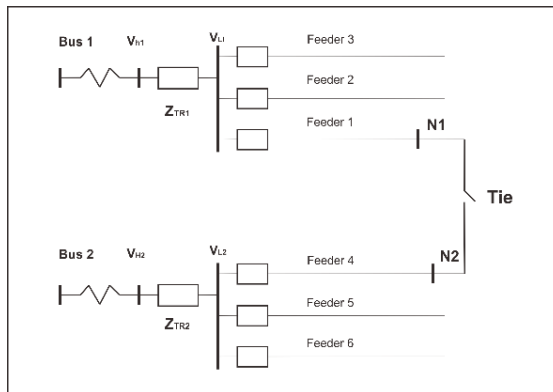 Bus 1
Vh1
VL1
Feeder 3
Feeder 2
ZTR1
Feeder 1
N1
Tie
Bus 2
VH2
VL2
N2
Feeder 4
Feeder 5
ZTR2
Feeder 6